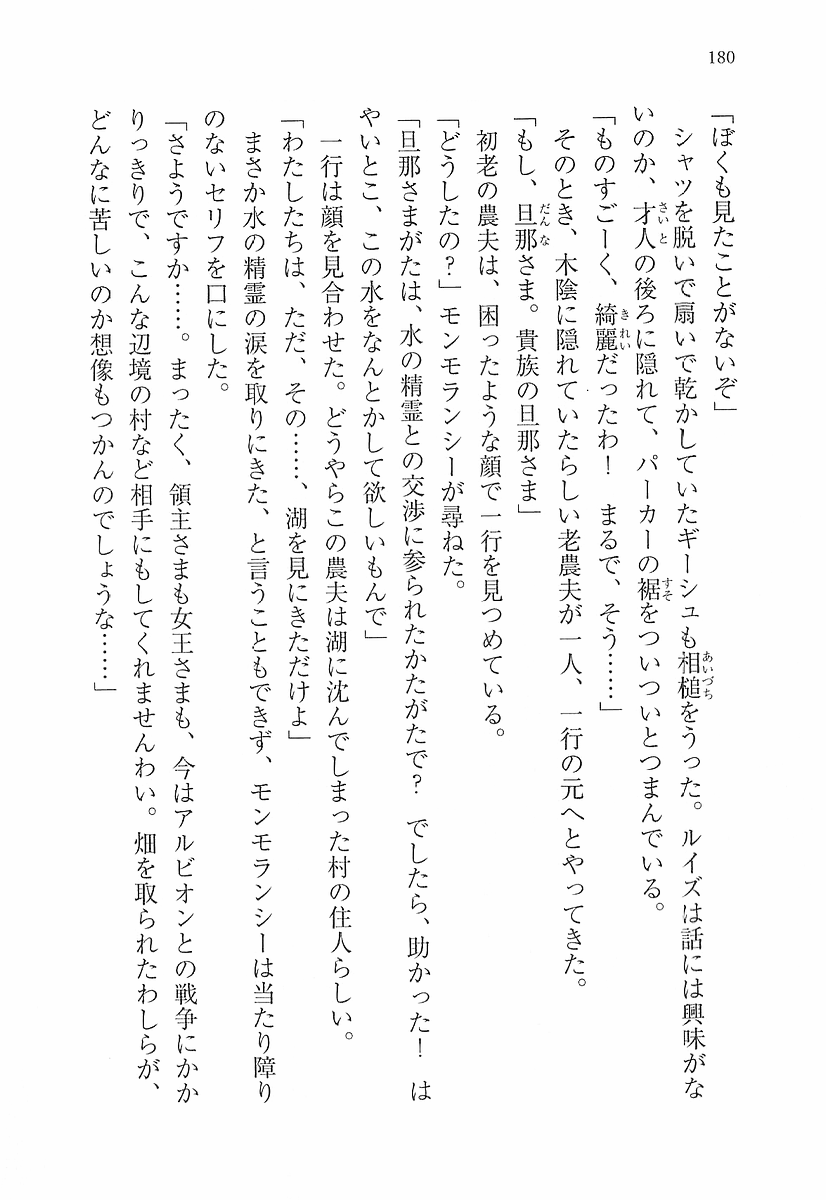 180
「ぼくも見たことがないぞ」
シャツを脱いで扇いで乾かしていたギーシュも相槌をうった。ルイズは話には興味がな
いのか、才人の後ろに隠れて、パーカーの裾をついついとつまんでいる。
「ものすごーく、綺麗だったわ！　まるで、そう……」
そのとき、木陰に隠れていたらしい老農夫が一人、一行の元へとやってきた。
「もし、旦那さま。貴族の旦那さま」
初老の農夫は、困ったような顔で一行を見つめている。
「どうしたの？」モンモランシーが尋ねた。
「旦那さまがたは、水の精霊との交渉に参られたかたがたで？　でしたら、助かった！　は
やいとこ、この水をなんとかして欲しいもんで」
一行は顔を見合わせた。どうやらこの農夫は湖に沈んでしまった村の住人らしい。
「わたしたちは、ただ、その……、湖を見にきただけよ」
まさか水の精霊の涙を取りにきた、と言うこともできず、モンモランシーは当たり障り
のないセリフを口にした。
「さようですか……。まったく、領主さまも女王さまも、今はアルビオンとの戦争にかか
りっきりで、こんな辺境の村など相手にもしてくれませんわい。畑を取られたわしらが、
どんなに苦しいのか想像もつかんのでしょうな……」